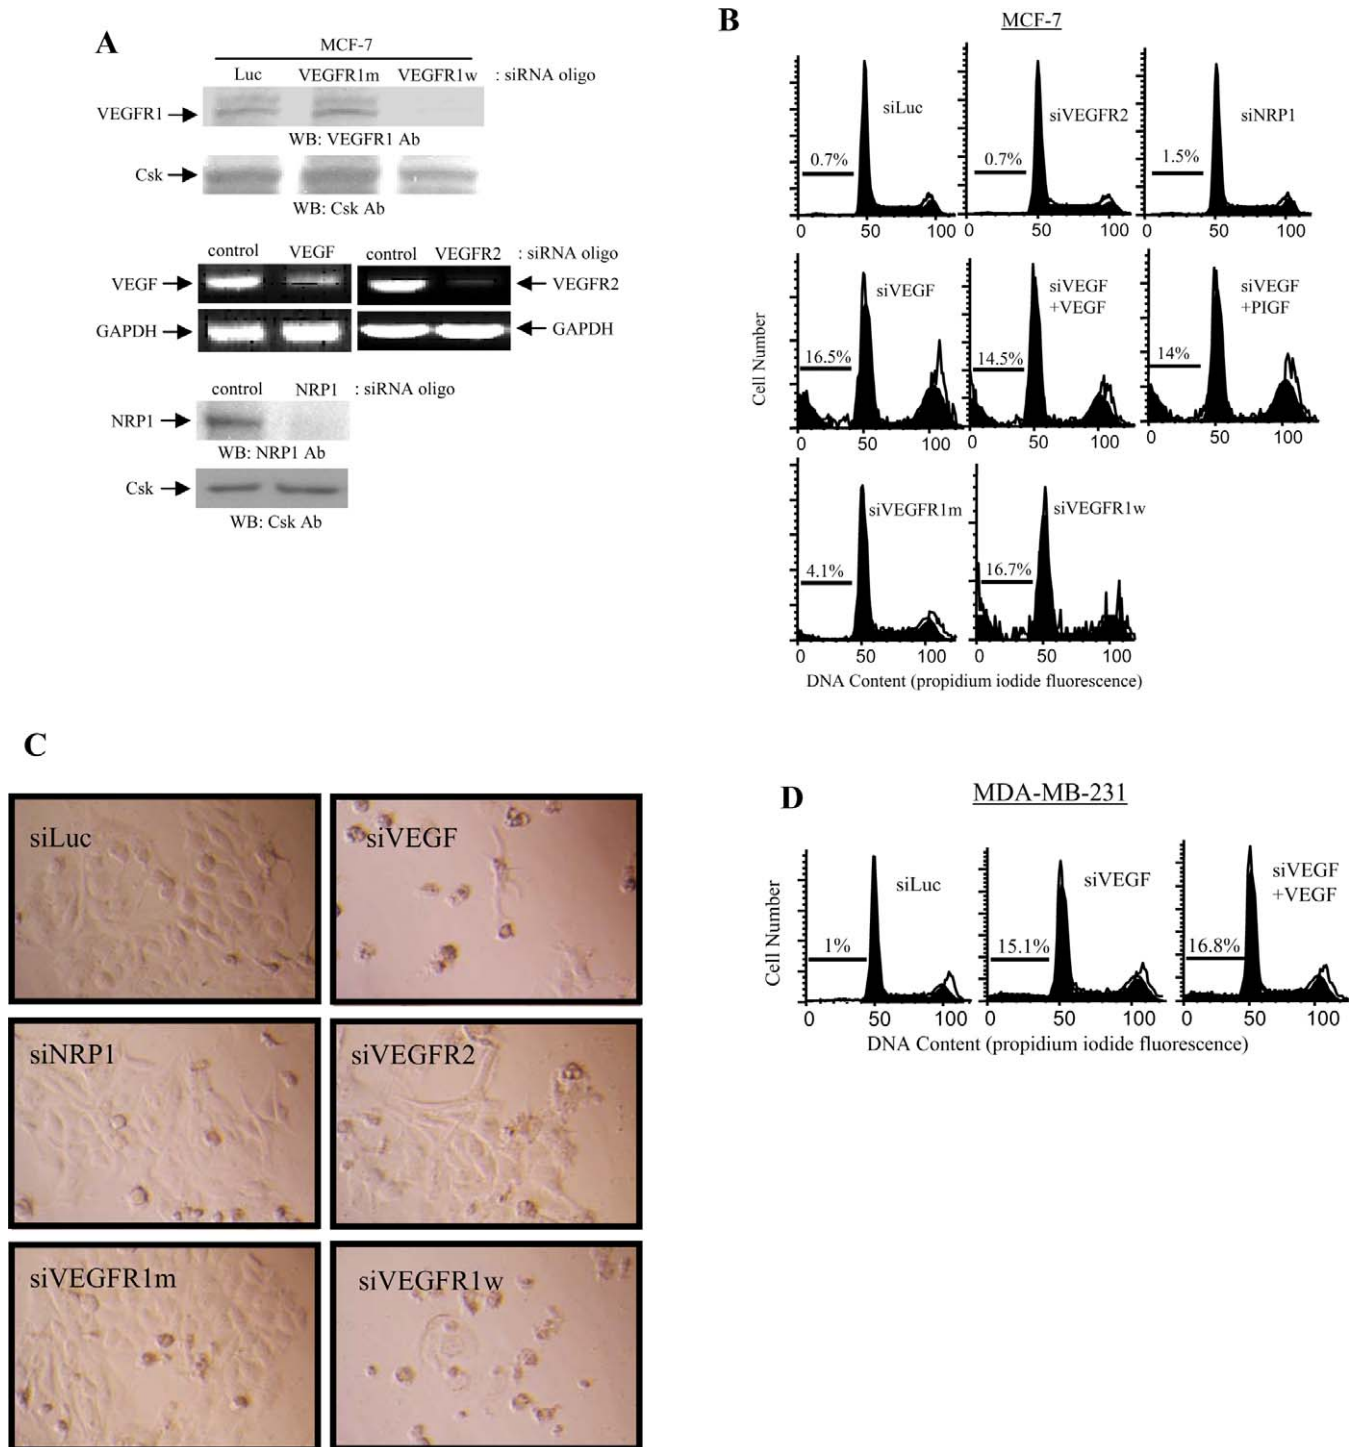 A
MCF-7
Luc VEGFR1m VEGFR1w : siRNA oligo
VEGFR1
WB: VEGFR1 Ab
Csk
WB: Csk Ab
control VEGF control VEGFR2 : siRNA oligo
VEGF VEGFR2
GAPDH GAPDH
control NRP1 : siRNA oligo
NRP1
WB: NRP1 Ab
Csk
WB: Csk Ab
B
MCF-7
siLuc siVEGFR2 siNRP1
0.7% 0.7% 1.5%
0 50 100 0 50 100 0 50 100
siVEGF siVEGF siVEGF
+VEGF +PIGF
16.5% 14.5% 14%
0 50 100 0 50 100 0 50 100
Cell Number
siVEGFR1m siVEGFR1w
4.1% 16.7%
0 50 100 0 50 100
DNA Content (propidium iodide fluorescence)
C
siLuc siVEGF
siNRP1 siVEGFR2
siVEGFR1m siVEGFR1w
D
MDA-MB-231
siLuc siVEGF siVEGF
+VEGF
1% 15.1% 16.8%
Cell Number
0 50 100 0 50 100 0 50 100
DNA Content (propidium iodide fluorescence)